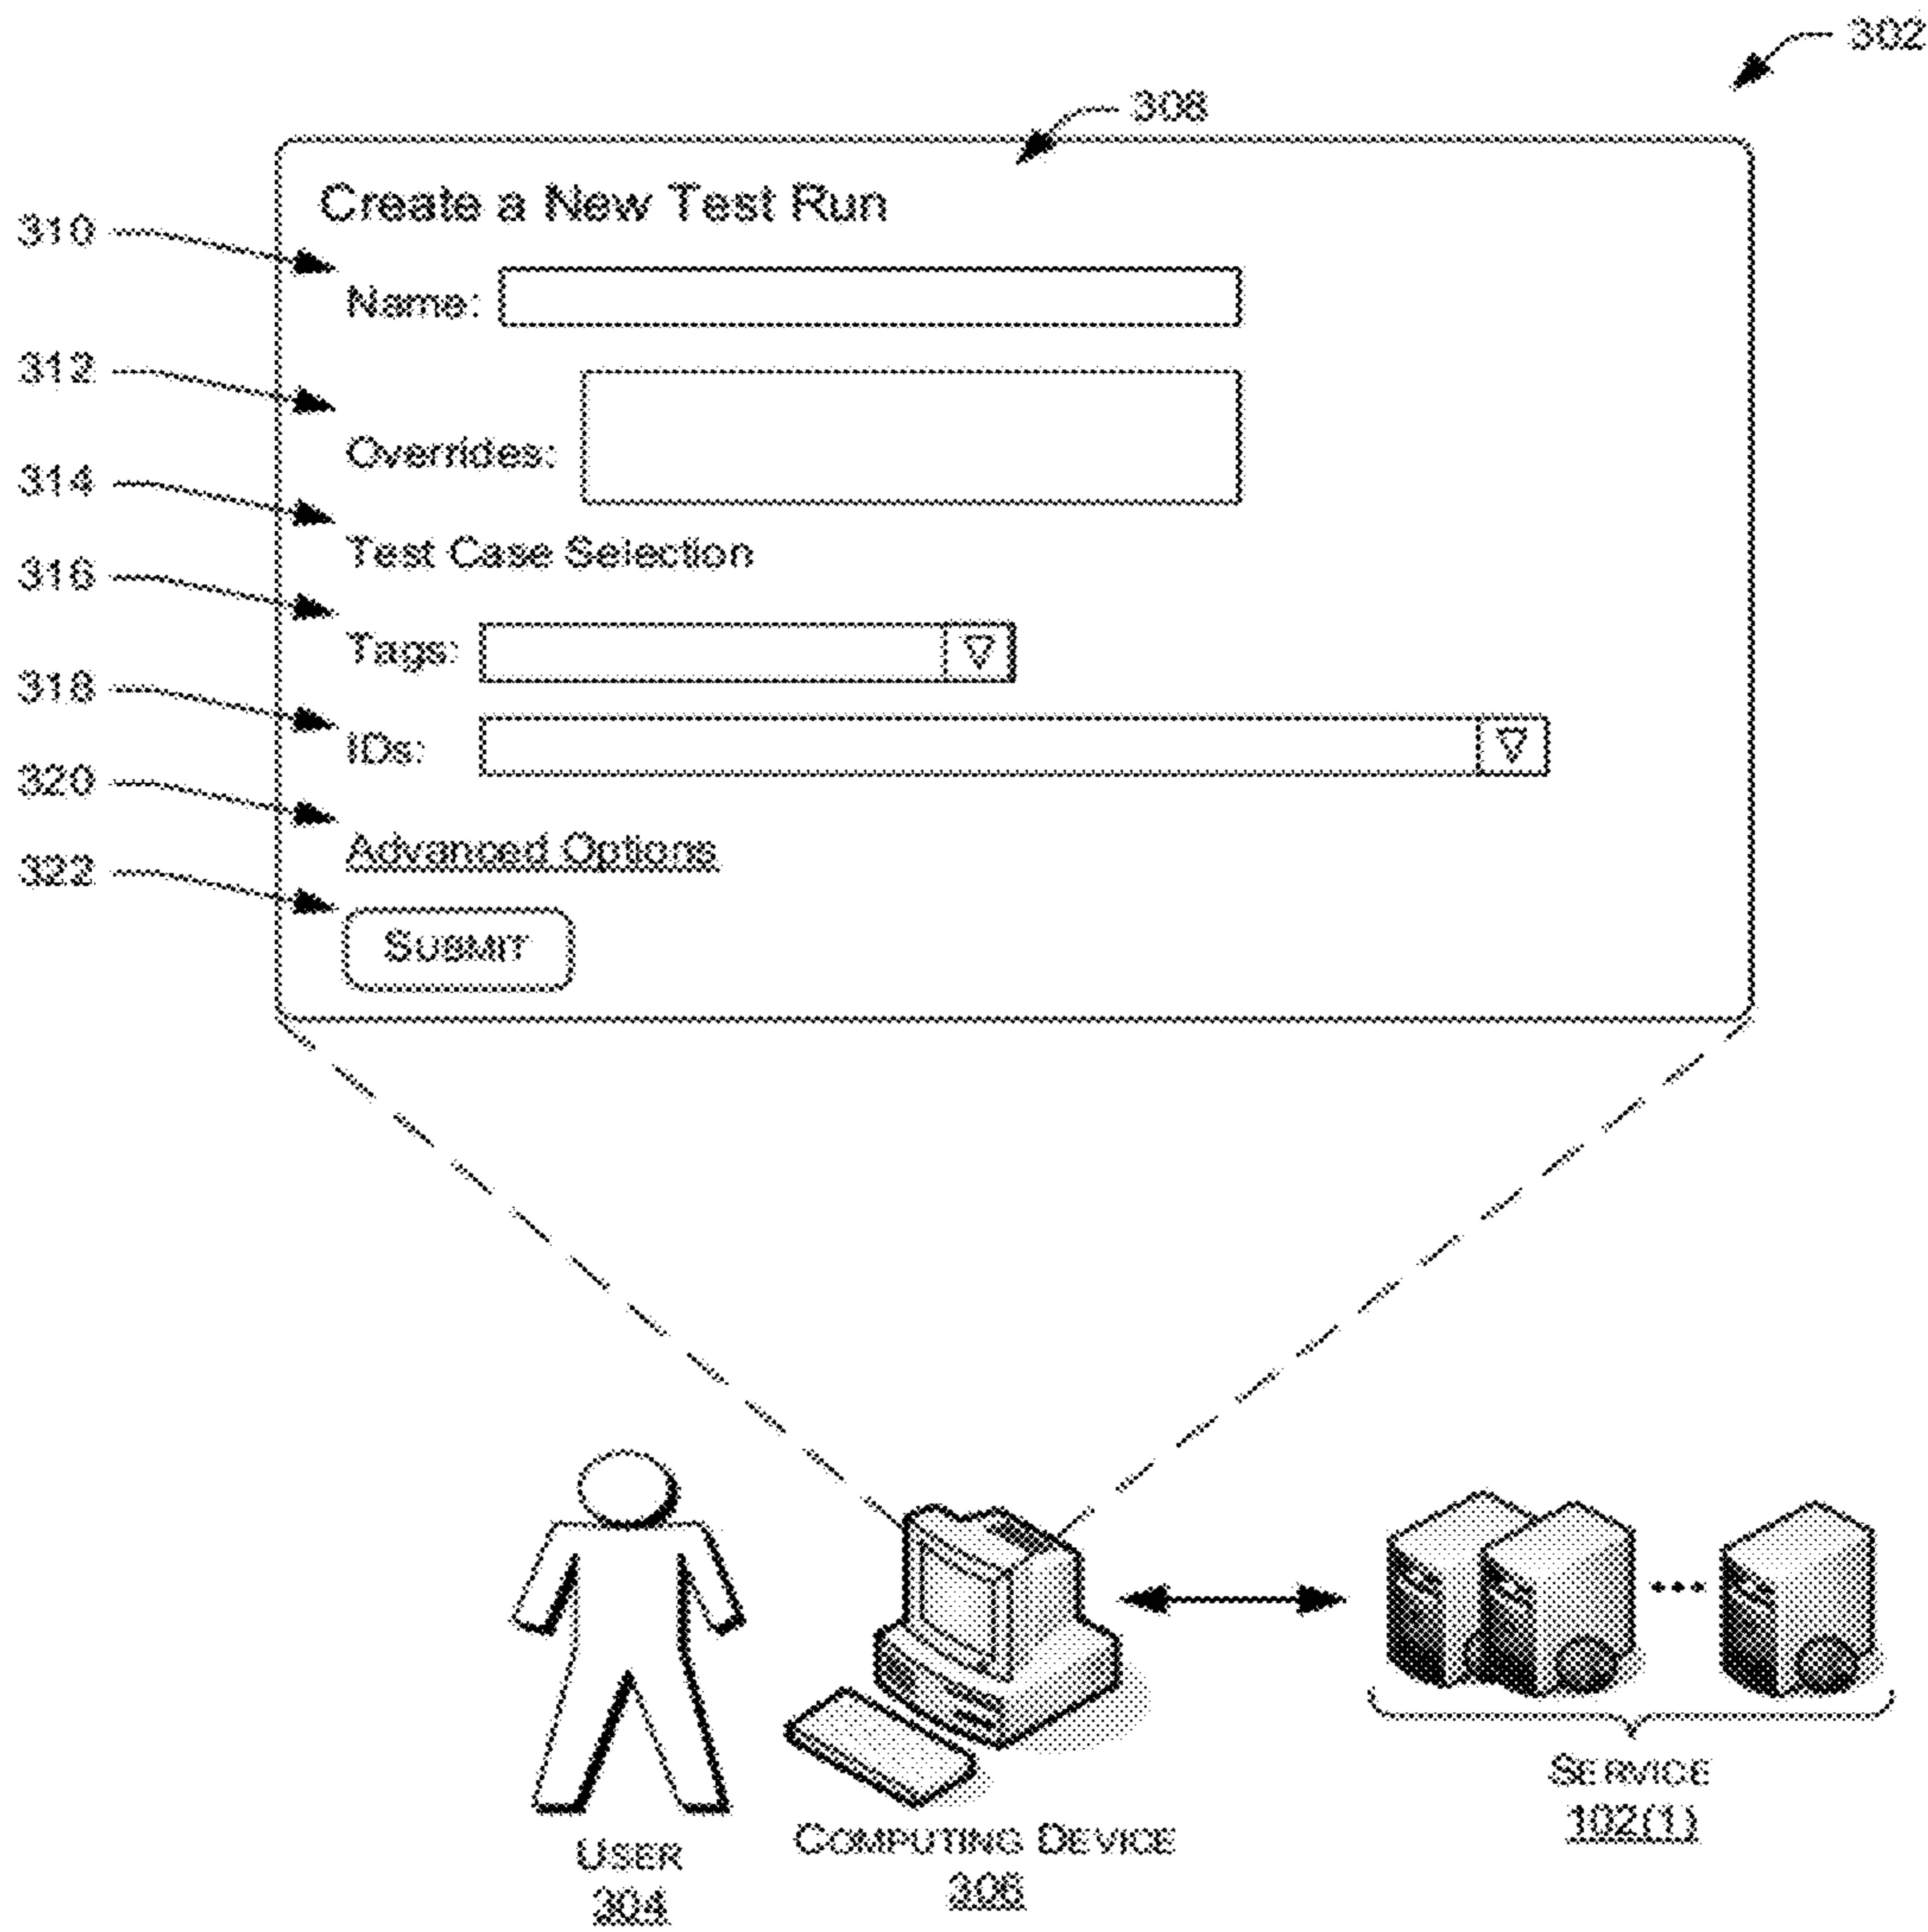 302
308
Create a New Test Run
310
Name:
312
Overrides:
314
Test Case Selection
316
Tags:
318
IDs:
320
Advanced Options
322
SUBMIT
USER
304
COMPUTING DEVICE
306
SERVICE
102(1)